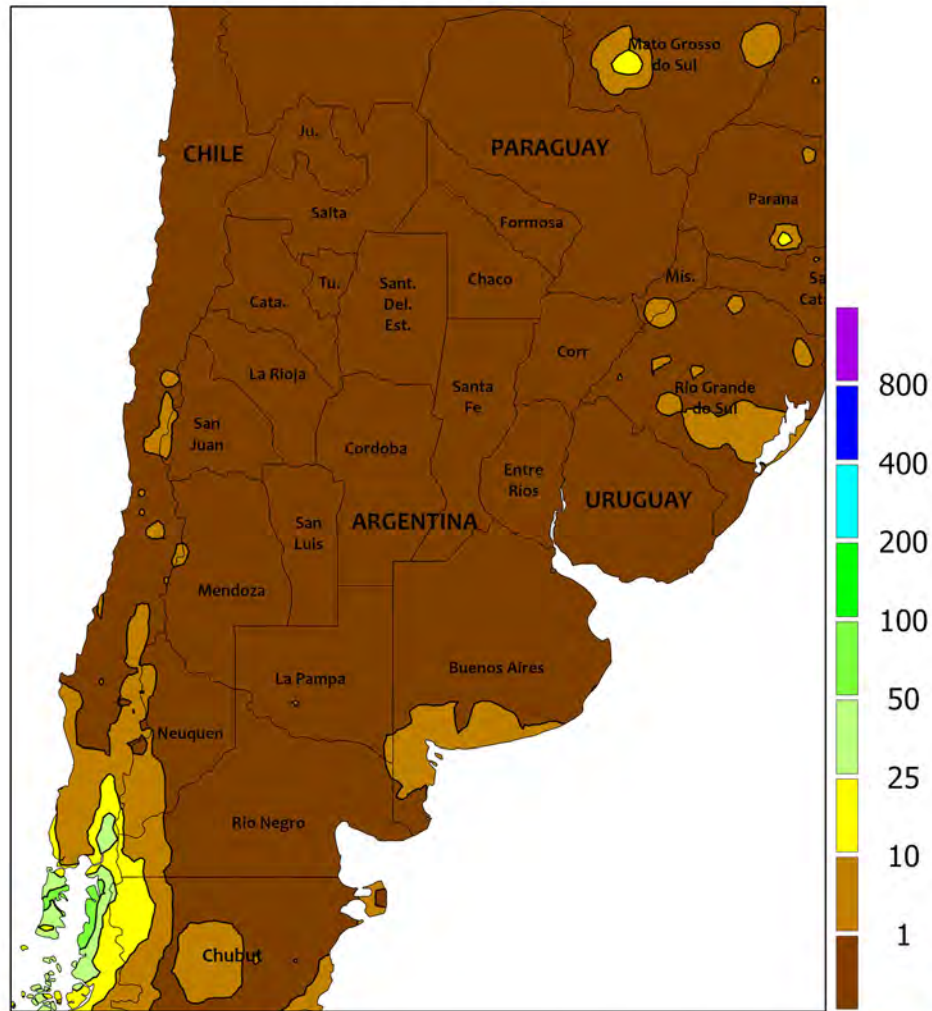 Mato Grosso
do Sul
Ju.
CHILE
PARAGUAY
Salta
Formosa
Parana
Chaco
Mis.
Sa
Cata
Cata.
Tu.
Sant.
Del.
Est.
La Rioja
Corr
Santa
Fe
Rio Grande
do Sul
San
Juan
Cordoba
Entre
Rios
URUGUAY
ARGENTINA
San
Luis
Mendoza
Buenos Aires
La Pampa
Neuquen
Rio Negro
Chubut
800
400
200
100
50
25
10
1